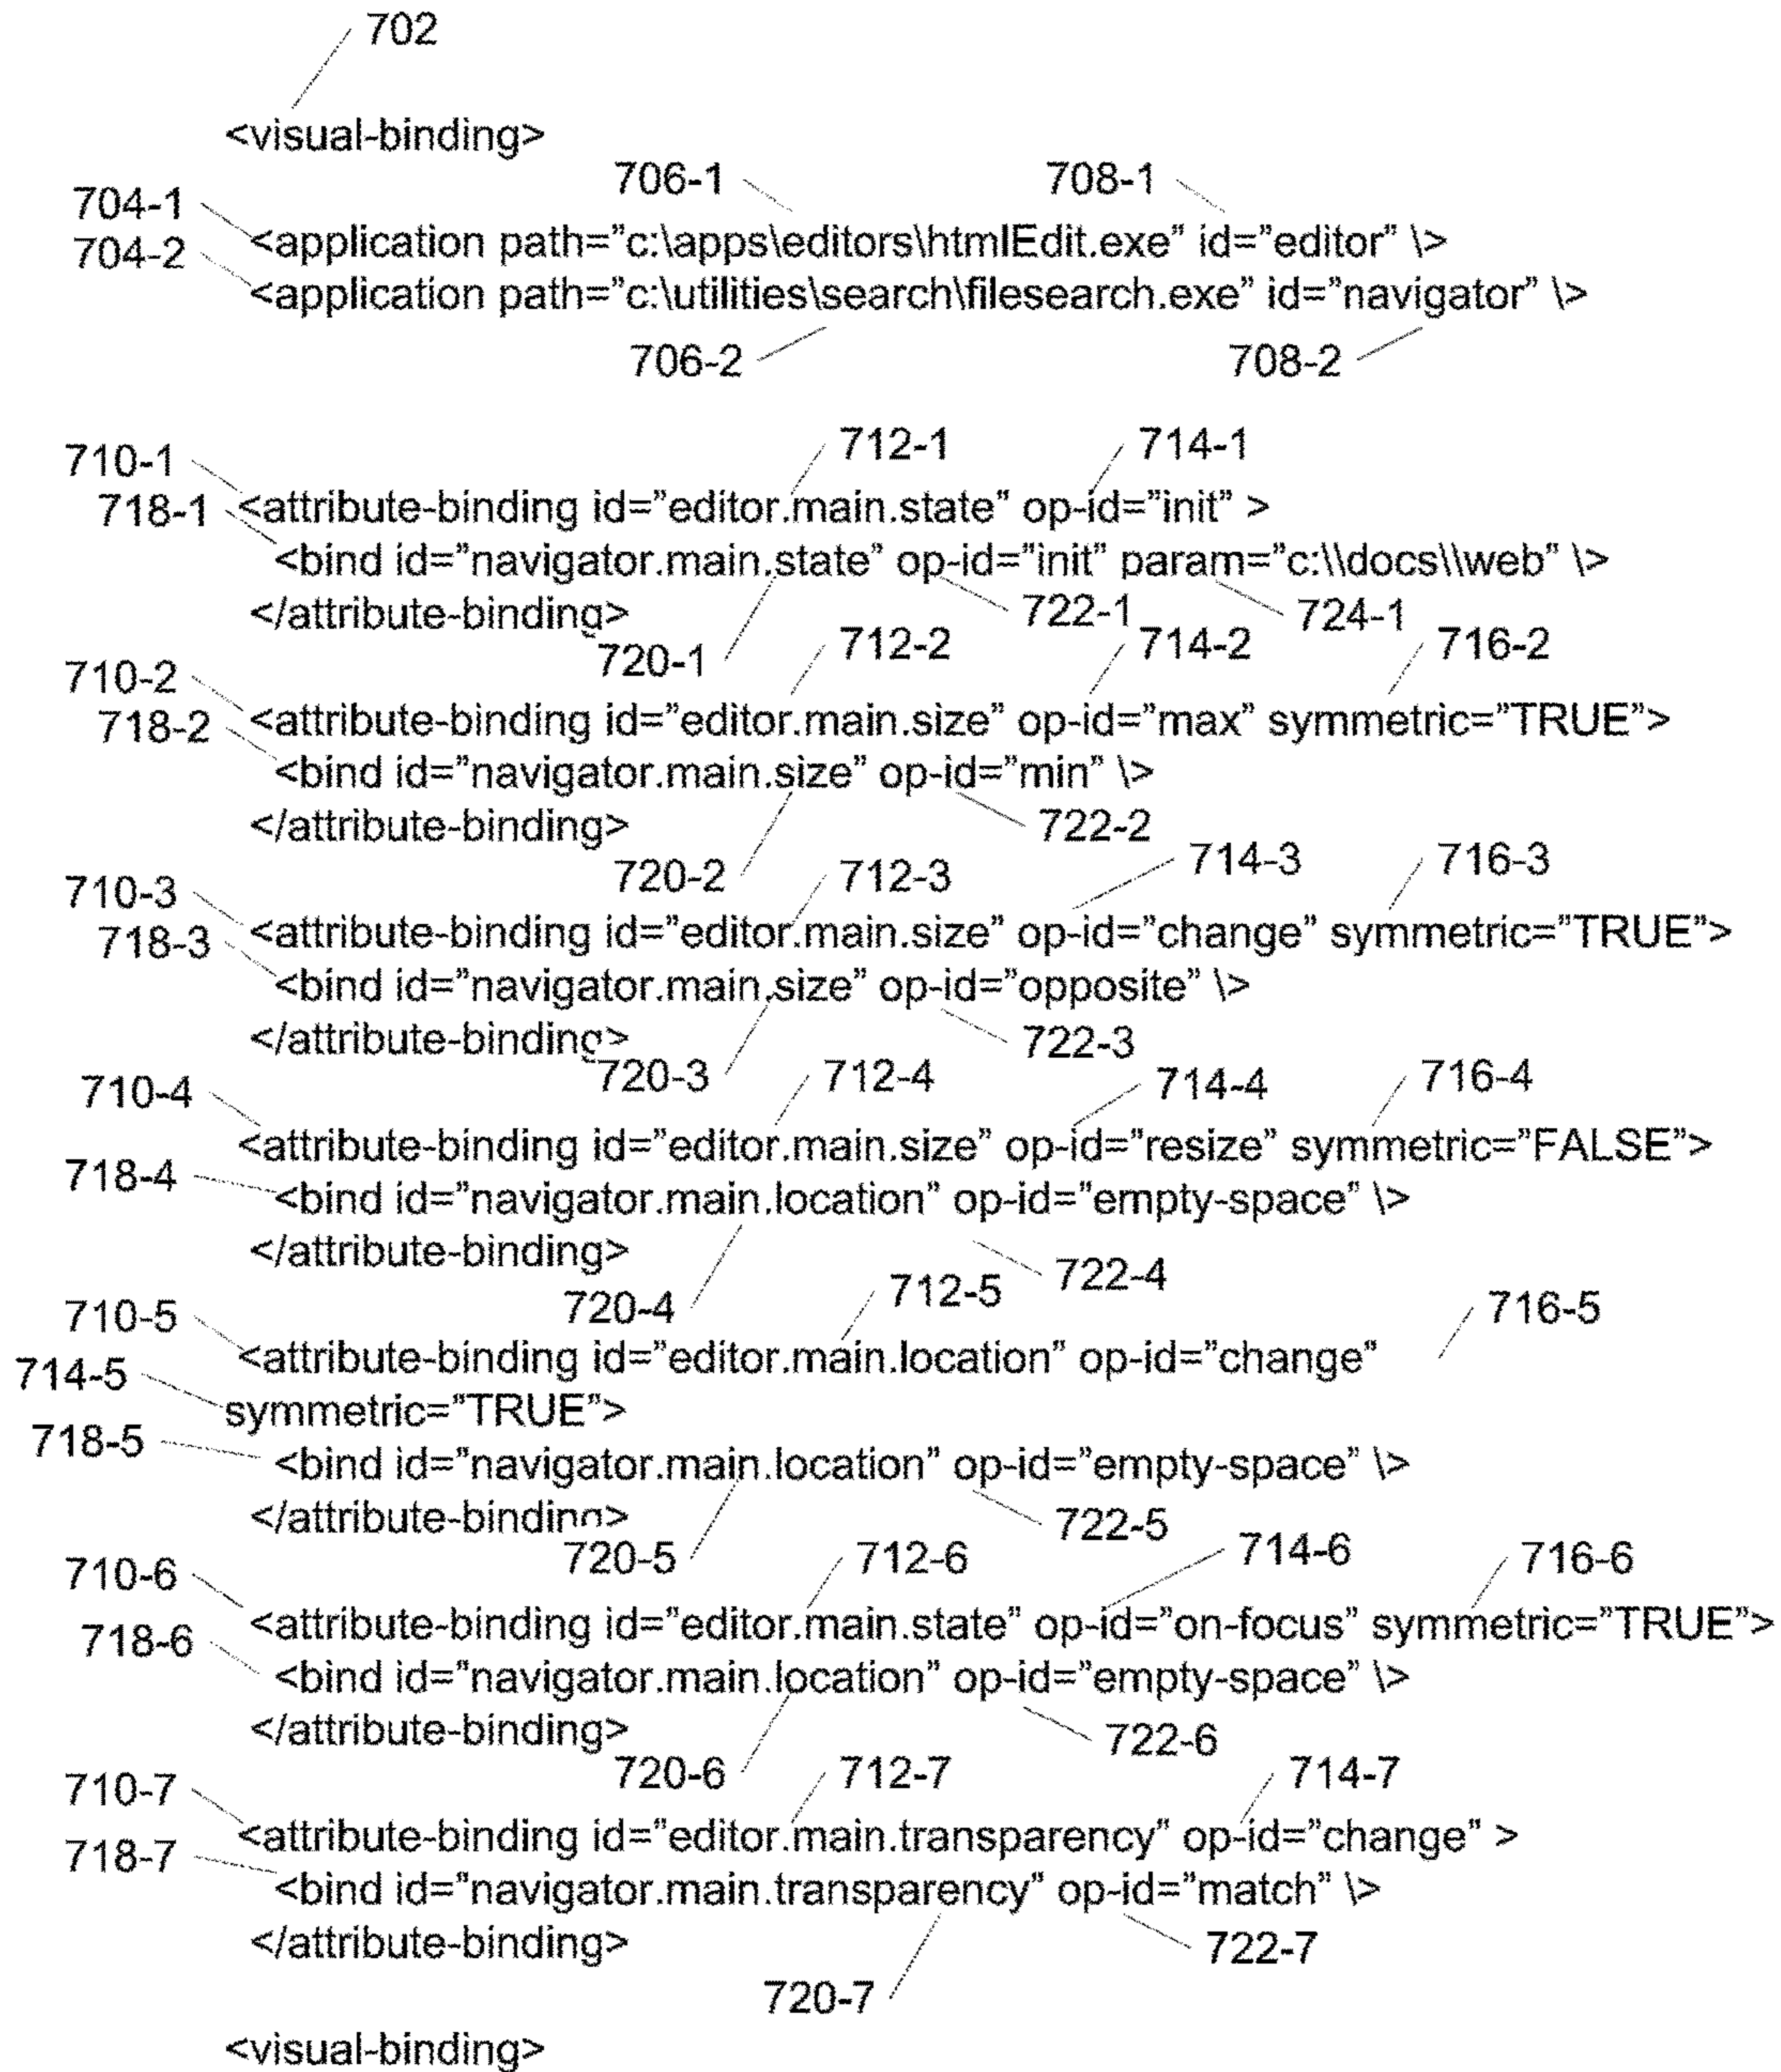 702
<visual-binding>
706-1 708-1
704-1
<application path=”c:\apps\editors\htmlEdit.exe” id=”editor” \>
704-2
<application path=”c:\utilities\search\filesearch.exe” id=”navigator” \>
706-2 708-2
712-1 714-1
710-1
<attribute-binding id=”editor.main.state” op-id=”init” >
718-1
<bind id=”navigator.main.state” op-id=”init” param=”c:\\docs\\web” \>
</attribute-binding>
722-1 724-1
720-1 712-2 714-2 716-2
710-2
<attribute-binding id=”editor.main.size” op-id=”max” symmetric=”TRUE”>
718-2
<bind id=”navigator.main.size” op-id=”min” \>
</attribute-binding>
722-2
720-2 712-3 714-3 716-3
710-3
<attribute-binding id=”editor.main.size” op-id=”change” symmetric=”TRUE”>
718-3
<bind id=”navigator.main.size” op-id=”opposite” \>
</attribute-binding>
722-3
720-3 712-4 714-4 716-4
710-4
<attribute-binding id=”editor.main.size” op-id=”resize” symmetric=”FALSE”>
718-4
<bind id=”navigator.main.location” op-id=”empty-space” \>
</attribute-binding>
722-4
720-4 712-5 716-5
710-5
<attribute-binding id=”editor.main.location” op-id=”change”
714-5
symmetric=”TRUE”>
718-5
<bind id=”navigator.main.location” op-id=”empty-space” \>
</attribute-binding>
722-5
720-5 712-6 714-6 716-6
710-6
<attribute-binding id=”editor.main.state” op-id=”on-focus” symmetric=”TRUE”>
718-6
<bind id=”navigator.main.location” op-id=”empty-space” \>
</attribute-binding>
722-6
720-6 712-7 714-7
710-7
<attribute-binding id=”editor.main.transparency” op-id=”change” >
718-7
<bind id=”navigator.main.transparency” op-id=”match” \>
</attribute-binding>
722-7
720-7
<visual-binding>